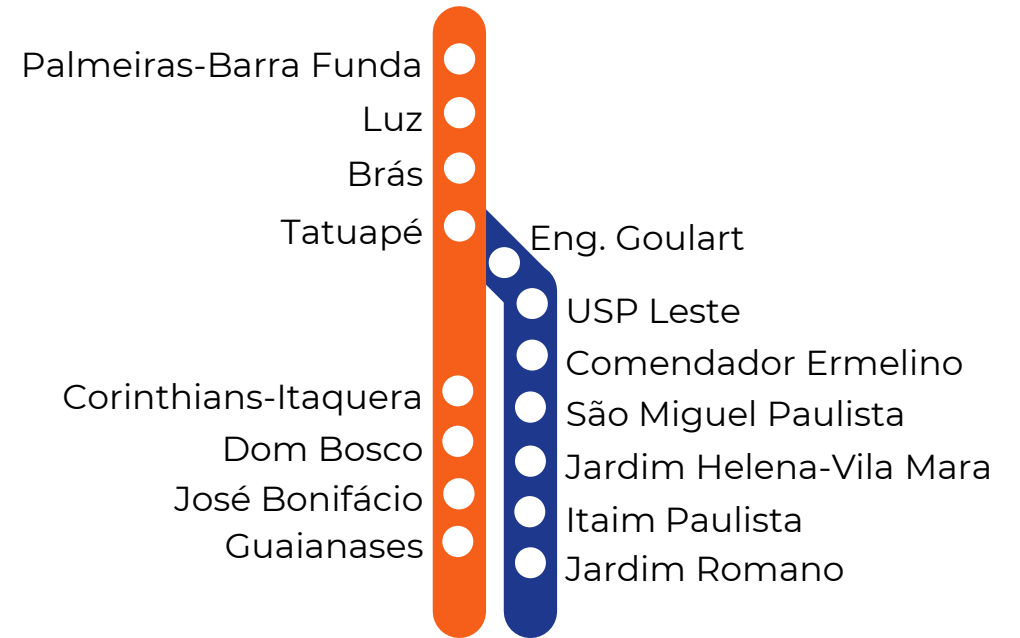 Palmeiras-Barra Funda
Luz
Brás
Tatuapé
Eng. Goulart
USP Leste
Comendador Ermelino
Corinthians-Itaquera
São Miguel Paulista
Dom Bosco
Jardim Helena-Vila Mara
José Bonifácio
Itaim Paulista
Guaianases
Jardim Romano